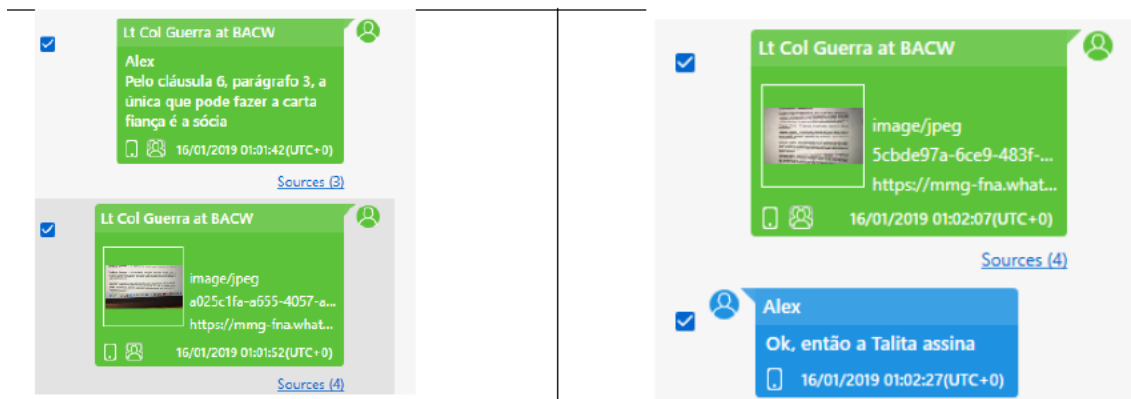 Lt Col Guerra at BACW
Alex
Pelo cláusula 6, parágrafo 3, a
única que pode fazer a carta
fiança é a sócia
16/01/2019 01:01:42(UTC+0)
Sources (3)
Lt Col Guerra at BACW
image/jpeg
a025c1fa-a655-4057-a...
https://mmg-fna.what...
16/01/2019 01:01:52(UTC+0)
Sources (4)
Lt Col Guerra at BACW
image/jpeg
5cbde97a-6ce9-483f-...
https://mmg-fna.what...
16/01/2019 01:02:07(UTC+0)
Sources (4)
Alex
Ok, então a Talita assina
16/01/2019 01:02:27(UTC+0)